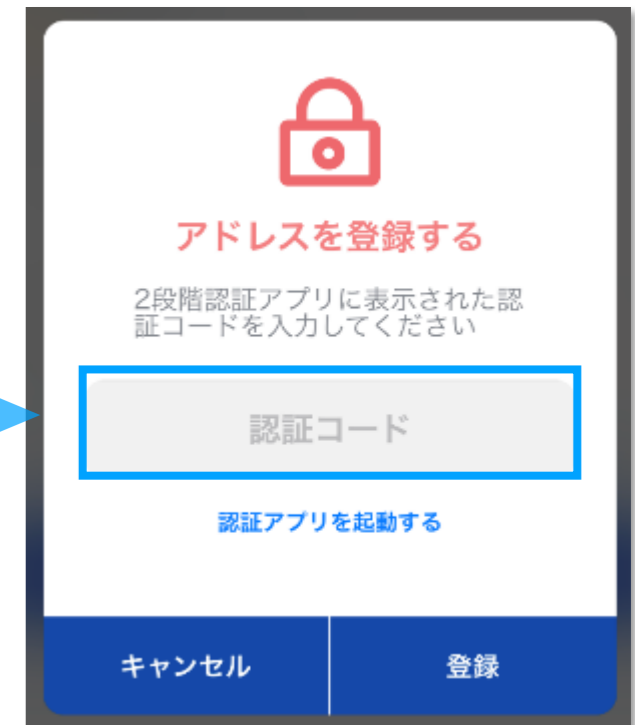 アドレスを登録する
2段階認証アプリに表示された認
証コードを入力してください
認証コード
認証アプリを起動する
キャンセル
登録